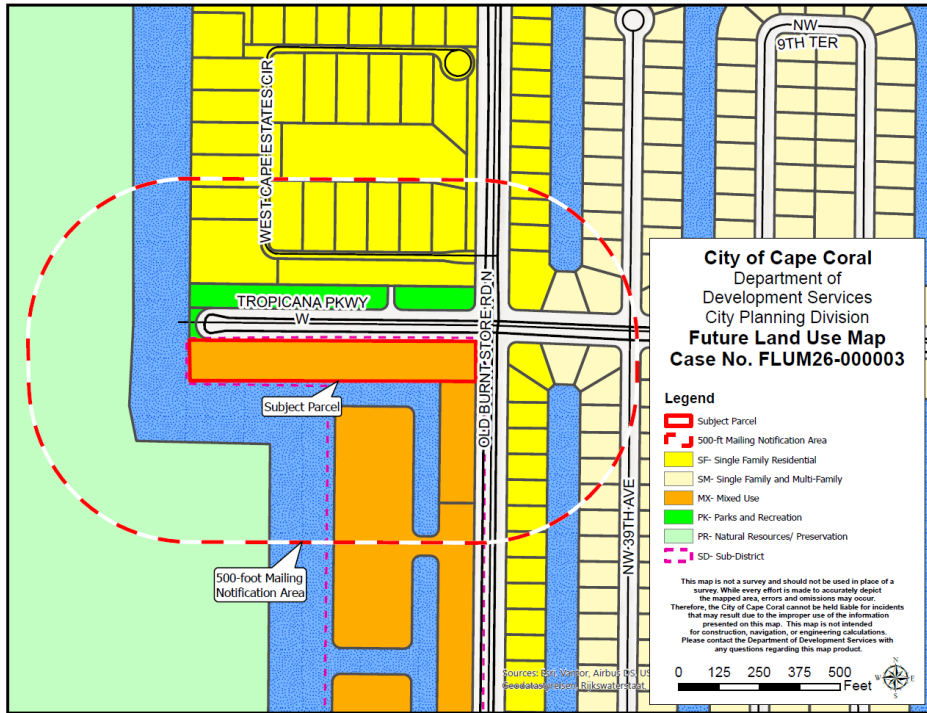 NW
9TH TER
WEST CAPE ESTATES CIR
OLD BURNT STORE RD N
TROPICANA PKWY
W
NW 39TH AVE
Subject Parcel
500-foot Mailing
Notification Area
City of Cape Coral
Department of
Development Services
City Planning Division
Future Land Use Map
Case No. FLUM26-000003
Legend
Subject Parcel
500-ft Mailing Notification Area
SF- Single Family Residential
SM- Single Family and Multi-Family
MX- Mixed Use
PK- Parks and Recreation
PR- Natural Resources/ Preservation
SD- Sub-District
This map is not a survey and should not be used in place of a
survey. While every effort is made to accurately depict
the mapped area, errors and omissions may occur.
Therefore, the City of Cape Coral cannot be held liable for incidents
that may result due to the improper use of the information
presented on this map. This map is not intended
for construction, navigation, or engineering calculations.
Please contact the Department of Development Services with
any questions regarding this map product.
0 125 250 375 500
Feet
N
W E
S
Sources: Esri, Vantor, Airbus DS, US
Geodatastyrelsen, Rijkswaterstaat,